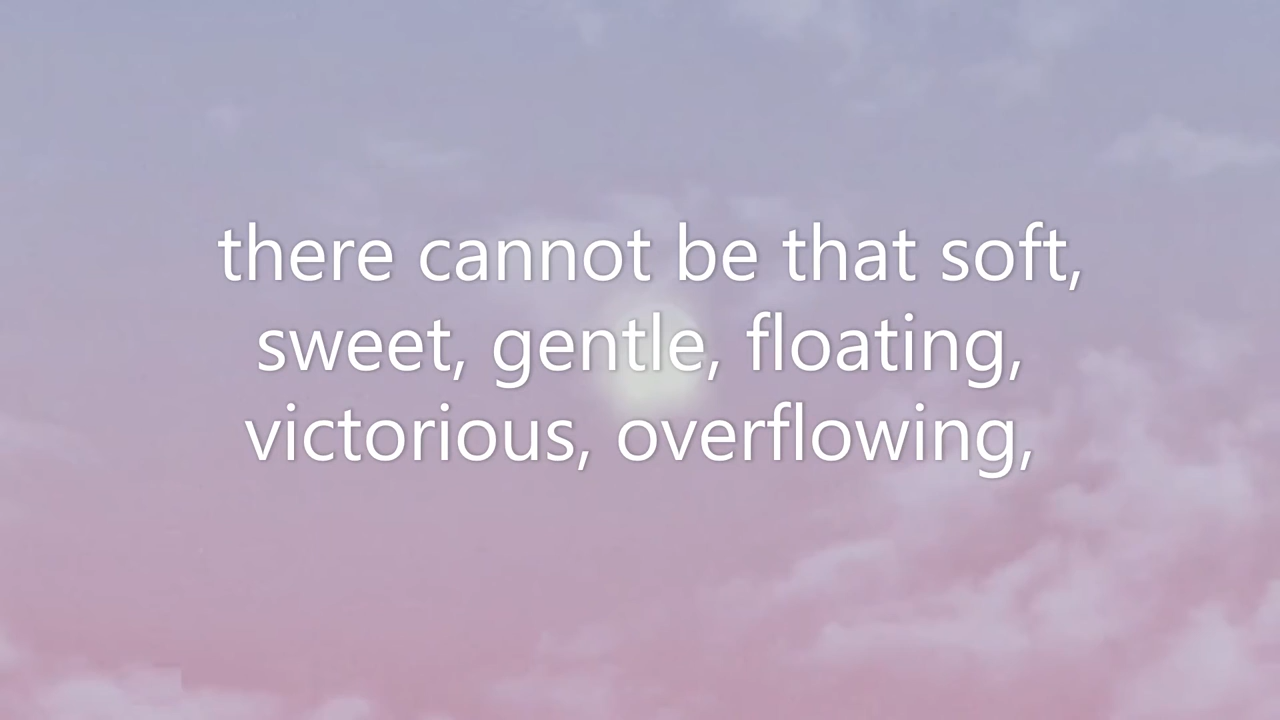 there cannot be that soft,
sweet, gentle, floating,
victorious, overflowing,